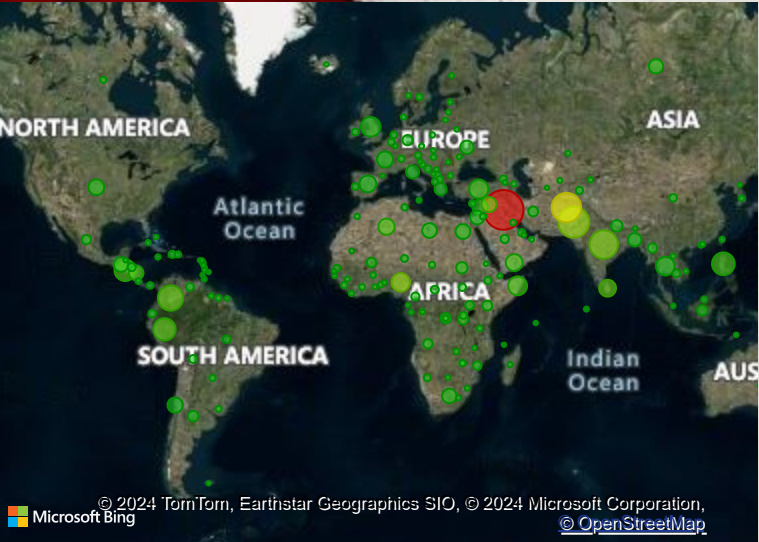 NORTH AMERICA
EUROPE
ASIA
Atlantic
Ocean
AFRICA
SOUTH AMERICA
Indian
Ocean
AUS
© 2024 TomTom, Earthstar Geographics SIO, © 2024 Microsoft Corporation,
Microsoft Bing
© OpenStreetMap